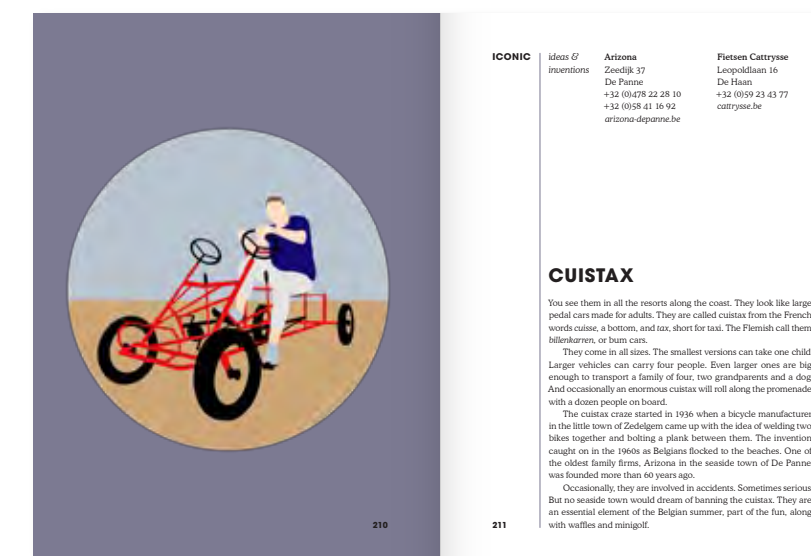 ICONIC
ideas &
inventions
Arizona
Zeedijk 37
De Panne
+32 (0)478 22 28 10
+32 (0)58 41 16 92
arizona-depanne.be
Fietsen Cattrysse
Leopoldlaan 16
De Haan
+32 (0)59 23 43 77
cattrysse.be
CUISTAX
You see them in all the resorts along the coast. They look like large
pedal cars made for adults. They are called cuistax from the French
words cuisse, a bottom, and tax, short for taxi. The Flemish call them
billenkarren, or bum cars.
They come in all sizes. The smallest versions can take one child
Larger vehicles can carry four people. Even larger ones are big
enough to transport a family of four, two grandparents and a dog
And occasionally an enormous cuistax will roll along the promenade
with a dozen people on board.
The cuistax craze started in 1936 when a bicycle manufacturer
in the little town of Zedelgem came up with the idea of welding two
bikes together and bolting a plank between them. The invention
caught on in the 1960s as Belgians flocked to the beaches. One of
the oldest family firms, Arizona in the seaside town of De Panne
was founded more than 60 years ago.
Occasionally, they are involved in accidents. Sometimes serious
But no seaside town would dream of banning the cuistax. They are
an essential element of the Belgian summer, part of the fun, along
with waffles and minigolf.
210
211